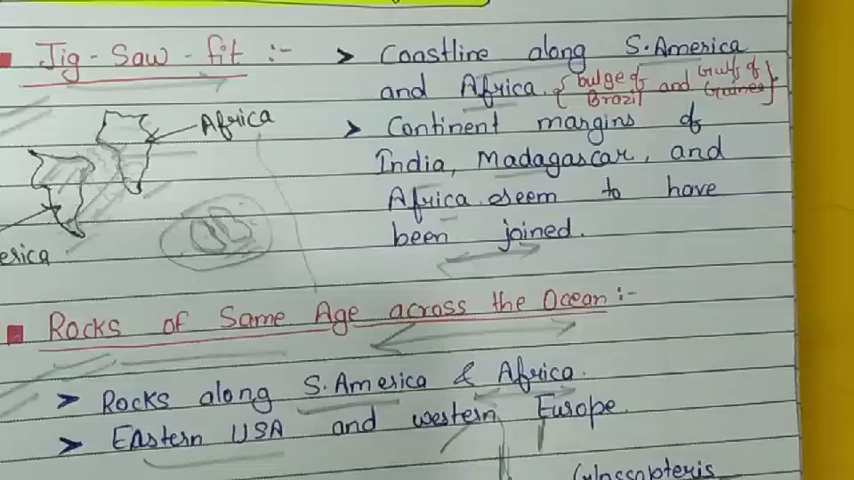 Jig-Saw-fit :- > Coastline along S.America
and Africa. { bulge of Brazil and Gulf of Guinea }
Africa
> Continent margins of
India, Madagascar, and
Africa seem to have
been joined.
erica
Rocks of Same Age across the Ocean :-
> Rocks along S.America & Africa.
> Eastern USA and western Europe.
Glossopteris